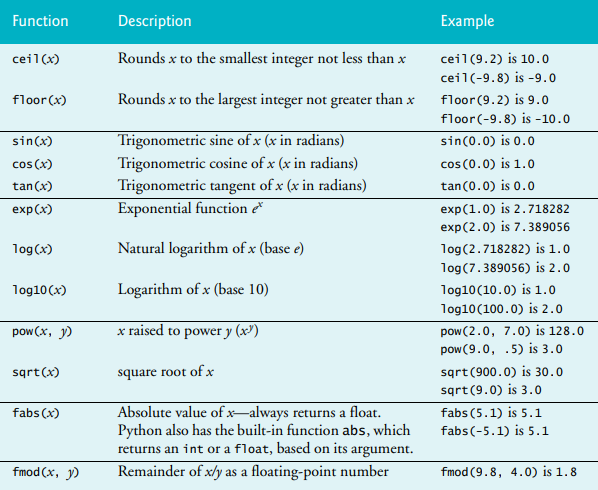 Function Description Example
ceil(x) Rounds x to the smallest integer not less than x ceil(9.2) is 10.0
ceil(-9.8) is -9.0
floor(x) Rounds x to the largest integer not greater than x floor(9.2) is 9.0
floor(-9.8) is -10.0
sin(x) Trigonometric sine of x (x in radians) sin(0.0) is 0.0
cos(x) Trigonometric cosine of x (x in radians) cos(0.0) is 1.0
tan(x) Trigonometric tangent of x (x in radians) tan(0.0) is 0.0
exp(x) Exponential function eˣ exp(1.0) is 2.718282
exp(2.0) is 7.389056
log(x) Natural logarithm of x (base e) log(2.718282) is 1.0
log(7.389056) is 2.0
log10(x) Logarithm of x (base 10) log10(10.0) is 1.0
log10(100.0) is 2.0
pow(x, y) x raised to power y (xʸ) pow(2.0, 7.0) is 128.0
pow(9.0, .5) is 3.0
sqrt(x) square root of x sqrt(900.0) is 30.0
sqrt(9.0) is 3.0
fabs(x) Absolute value of x—always returns a float. fabs(5.1) is 5.1
Python also has the built-in function abs, which fabs(-5.1) is 5.1
returns an int or a float, based on its argument.
fmod(x, y) Remainder of x/y as a floating-point number fmod(9.8, 4.0) is 1.8